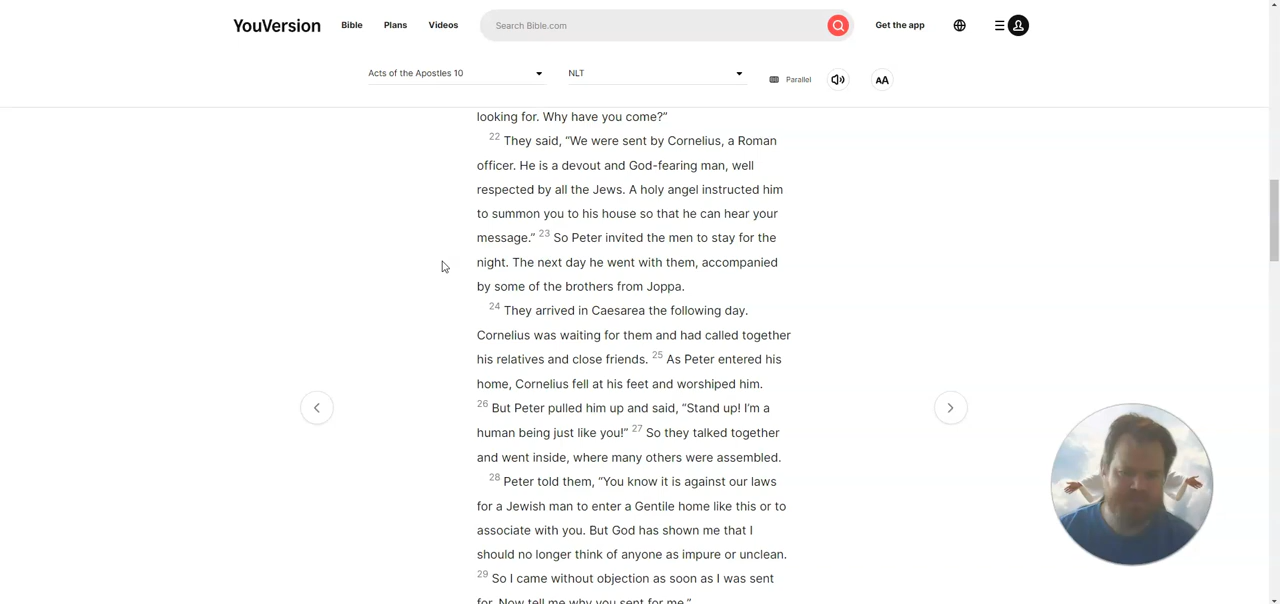 YouVersion Bible Plans Videos Search Bible.com Get the app
Acts of the Apostles 10 NLT Parallel AA
looking for. Why have you come?”
22 They said, “We were sent by Cornelius, a Roman
officer. He is a devout and God-fearing man, well
respected by all the Jews. A holy angel instructed him
to summon you to his house so that he can hear your
message.” 23 So Peter invited the men to stay for the
night. The next day he went with them, accompanied
by some of the brothers from Joppa.
24 They arrived in Caesarea the following day.
Cornelius was waiting for them and had called together
his relatives and close friends. 25 As Peter entered his
home, Cornelius fell at his feet and worshiped him.
26 But Peter pulled him up and said, “Stand up! I’m a
human being just like you!” 27 So they talked together
and went inside, where many others were assembled.
28 Peter told them, “You know it is against our laws
for a Jewish man to enter a Gentile home like this or to
associate with you. But God has shown me that I
should no longer think of anyone as impure or unclean.
29 So I came without objection as soon as I was sent
for. Now tell me why you sent for me.”